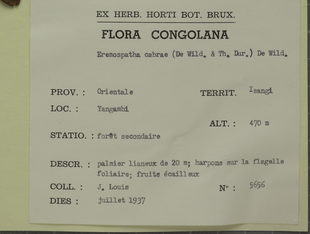 EX HERB. HORTI BOT. BRUX.
FLORA CONGOLANA
Eremospatha cabrae (De Wild. & Th. Dur.) De Wild.
PROV. : Orientale TERRIT. Isangi
LOC. : Yangambi
ALT. : 470 m
STATIO. : forêt secondaire
DESCR. : palmier lianeux de 20 m; harpons sur la flagelle
foliaire; fruits écailleux
COLL. : J. Louis N° : 5696
DIES : juillet 1937